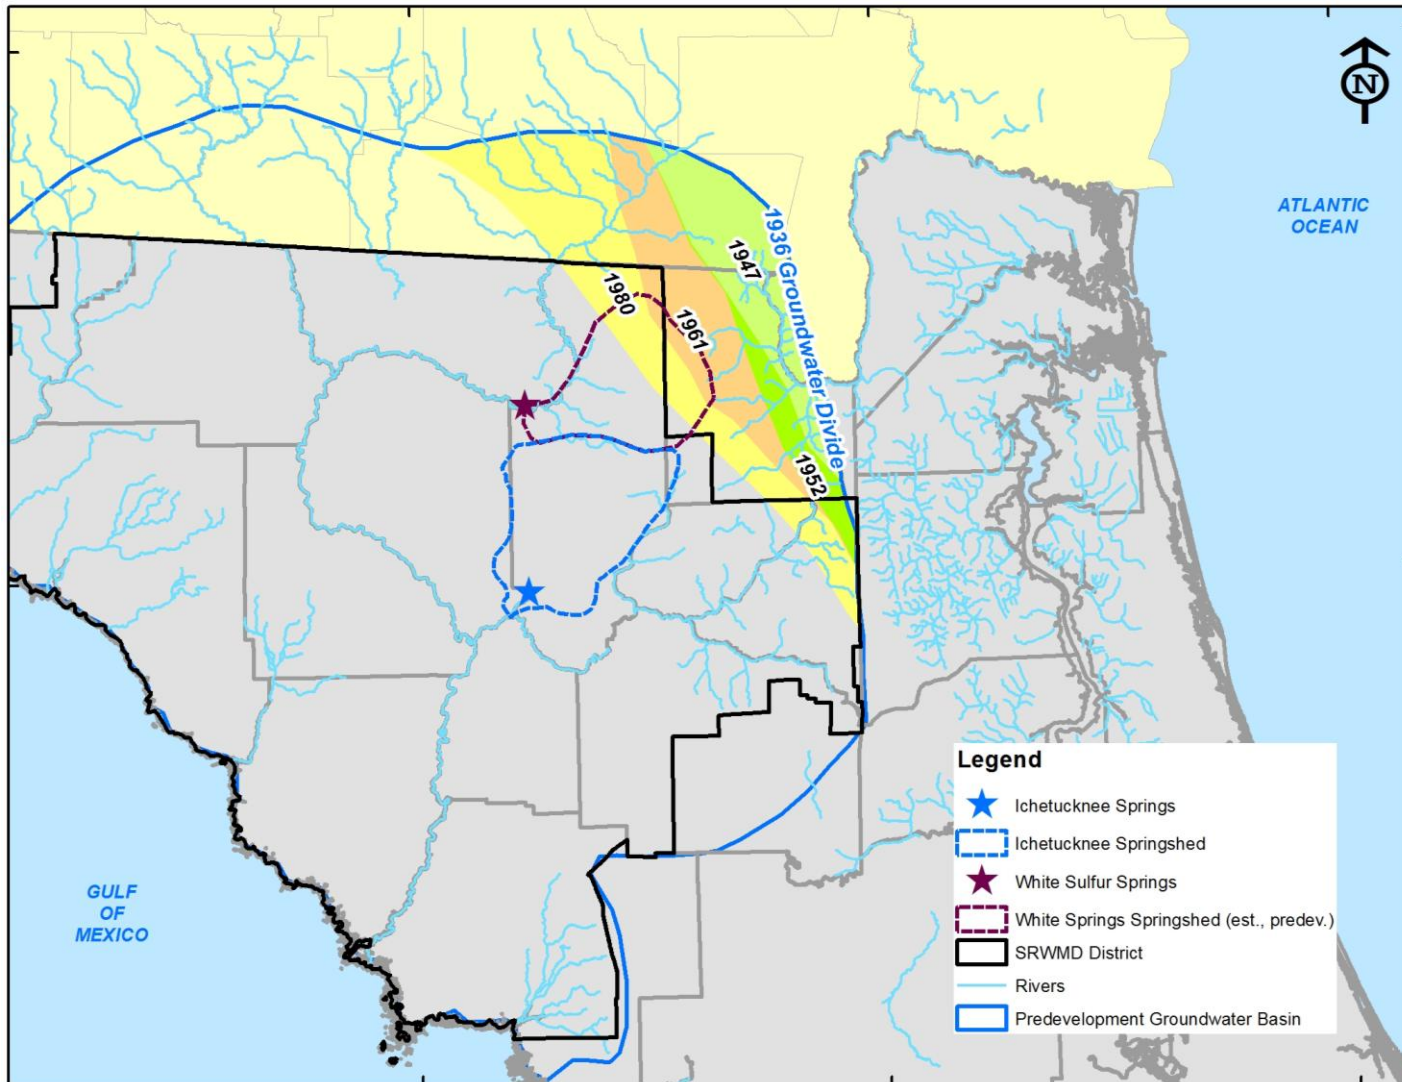 N
ATLANTIC
OCEAN
1936 Groundwater Divide
1947
1980
1961
1952
GULF
OF
MEXICO
Legend
Ichetucknee Springs
Ichetucknee Springshed
White Sulfur Springs
White Springs Springshed (est., predev.)
SRWMD District
Rivers
Predevelopment Groundwater Basin